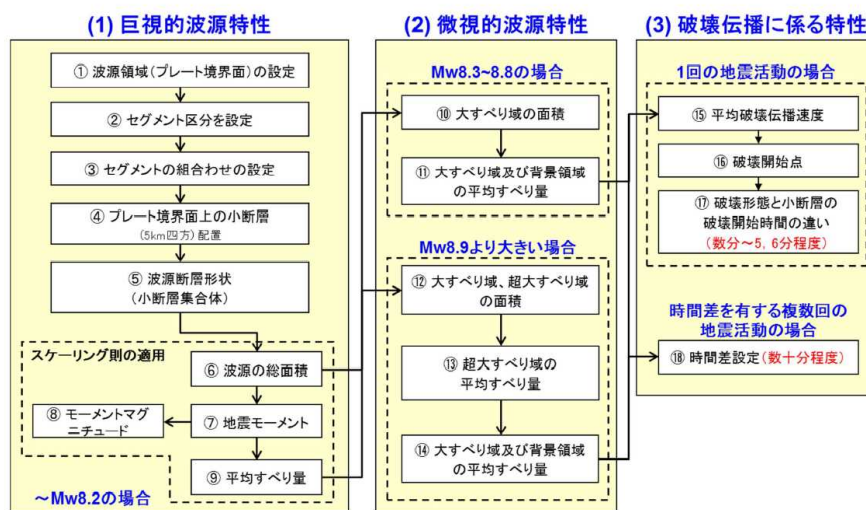 (1) 巨視的波源特性
① 波源領域(プレート境界面)の設定
② セグメント区分を設定
③ セグメントの組合わせの設定
④ プレート境界面上の小断層
(5km四方) 配置
⑤ 波源断層形状
(小断層集合体)
スケーリング則の適用
⑥ 波源の総面積
⑦ 地震モーメント
⑧ モーメントマグ
ニチュード
⑨ 平均すべり量
～Mw8.2の場合
(2) 微視的波源特性
Mw8.3~8.8の場合
⑩ 大すべり域の面積
⑪ 大すべり域及び背景領域
の平均すべり量
Mw8.9より大きい場合
⑫ 大すべり域、超大すべり域
の面積
⑬ 超大すべり域の
平均すべり量
⑭ 大すべり域及び背景領域
の平均すべり量
(3) 破壊伝播に係る特性
1回の地震活動の場合
⑮ 平均破壊伝播速度
⑯ 破壊開始点
⑰ 破壊形態と小断層の
破壊開始時間の違い
(数分～5, 6分程度)
時間差を有する複数回の
地震活動の場合
⑱ 時間差設定(数十分程度)